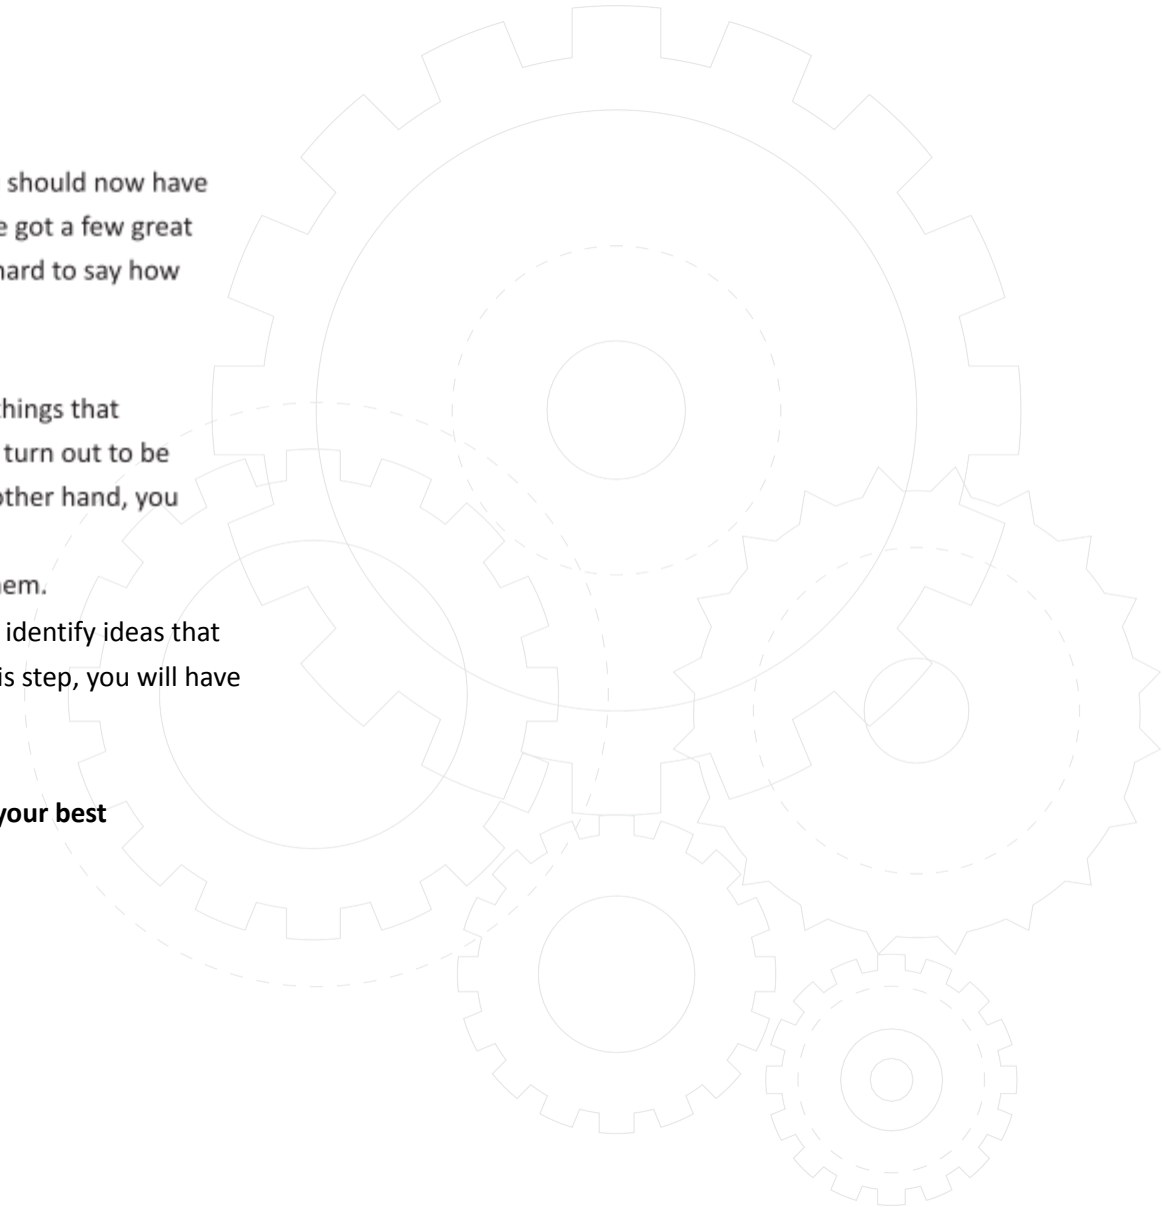 should now have
e got a few great
hard to say how
things that
turn out to be
other hand, you
hem.
identify ideas that
is step, you will have
your best